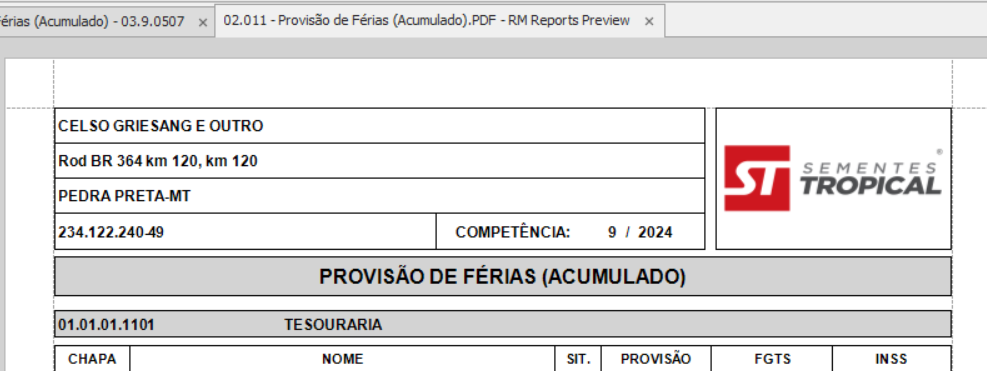 érias (Acumulado) - 03.9.0507 × 02.011 - Provisão de Férias (Acumulado).PDF - RM Reports Preview ×
CELSO GRIESANG E OUTRO
Rod BR 364 km 120, km 120
PEDRA PRETA-MT
234.122.240-49 COMPETÊNCIA: 9 / 2024
ST SEMENTES
TROPICAL
PROVISÃO DE FÉRIAS (ACUMULADO)
01.01.01.1101 TESOURARIA
CHAPA NOME SIT. PROVISÃO FGTS INSS